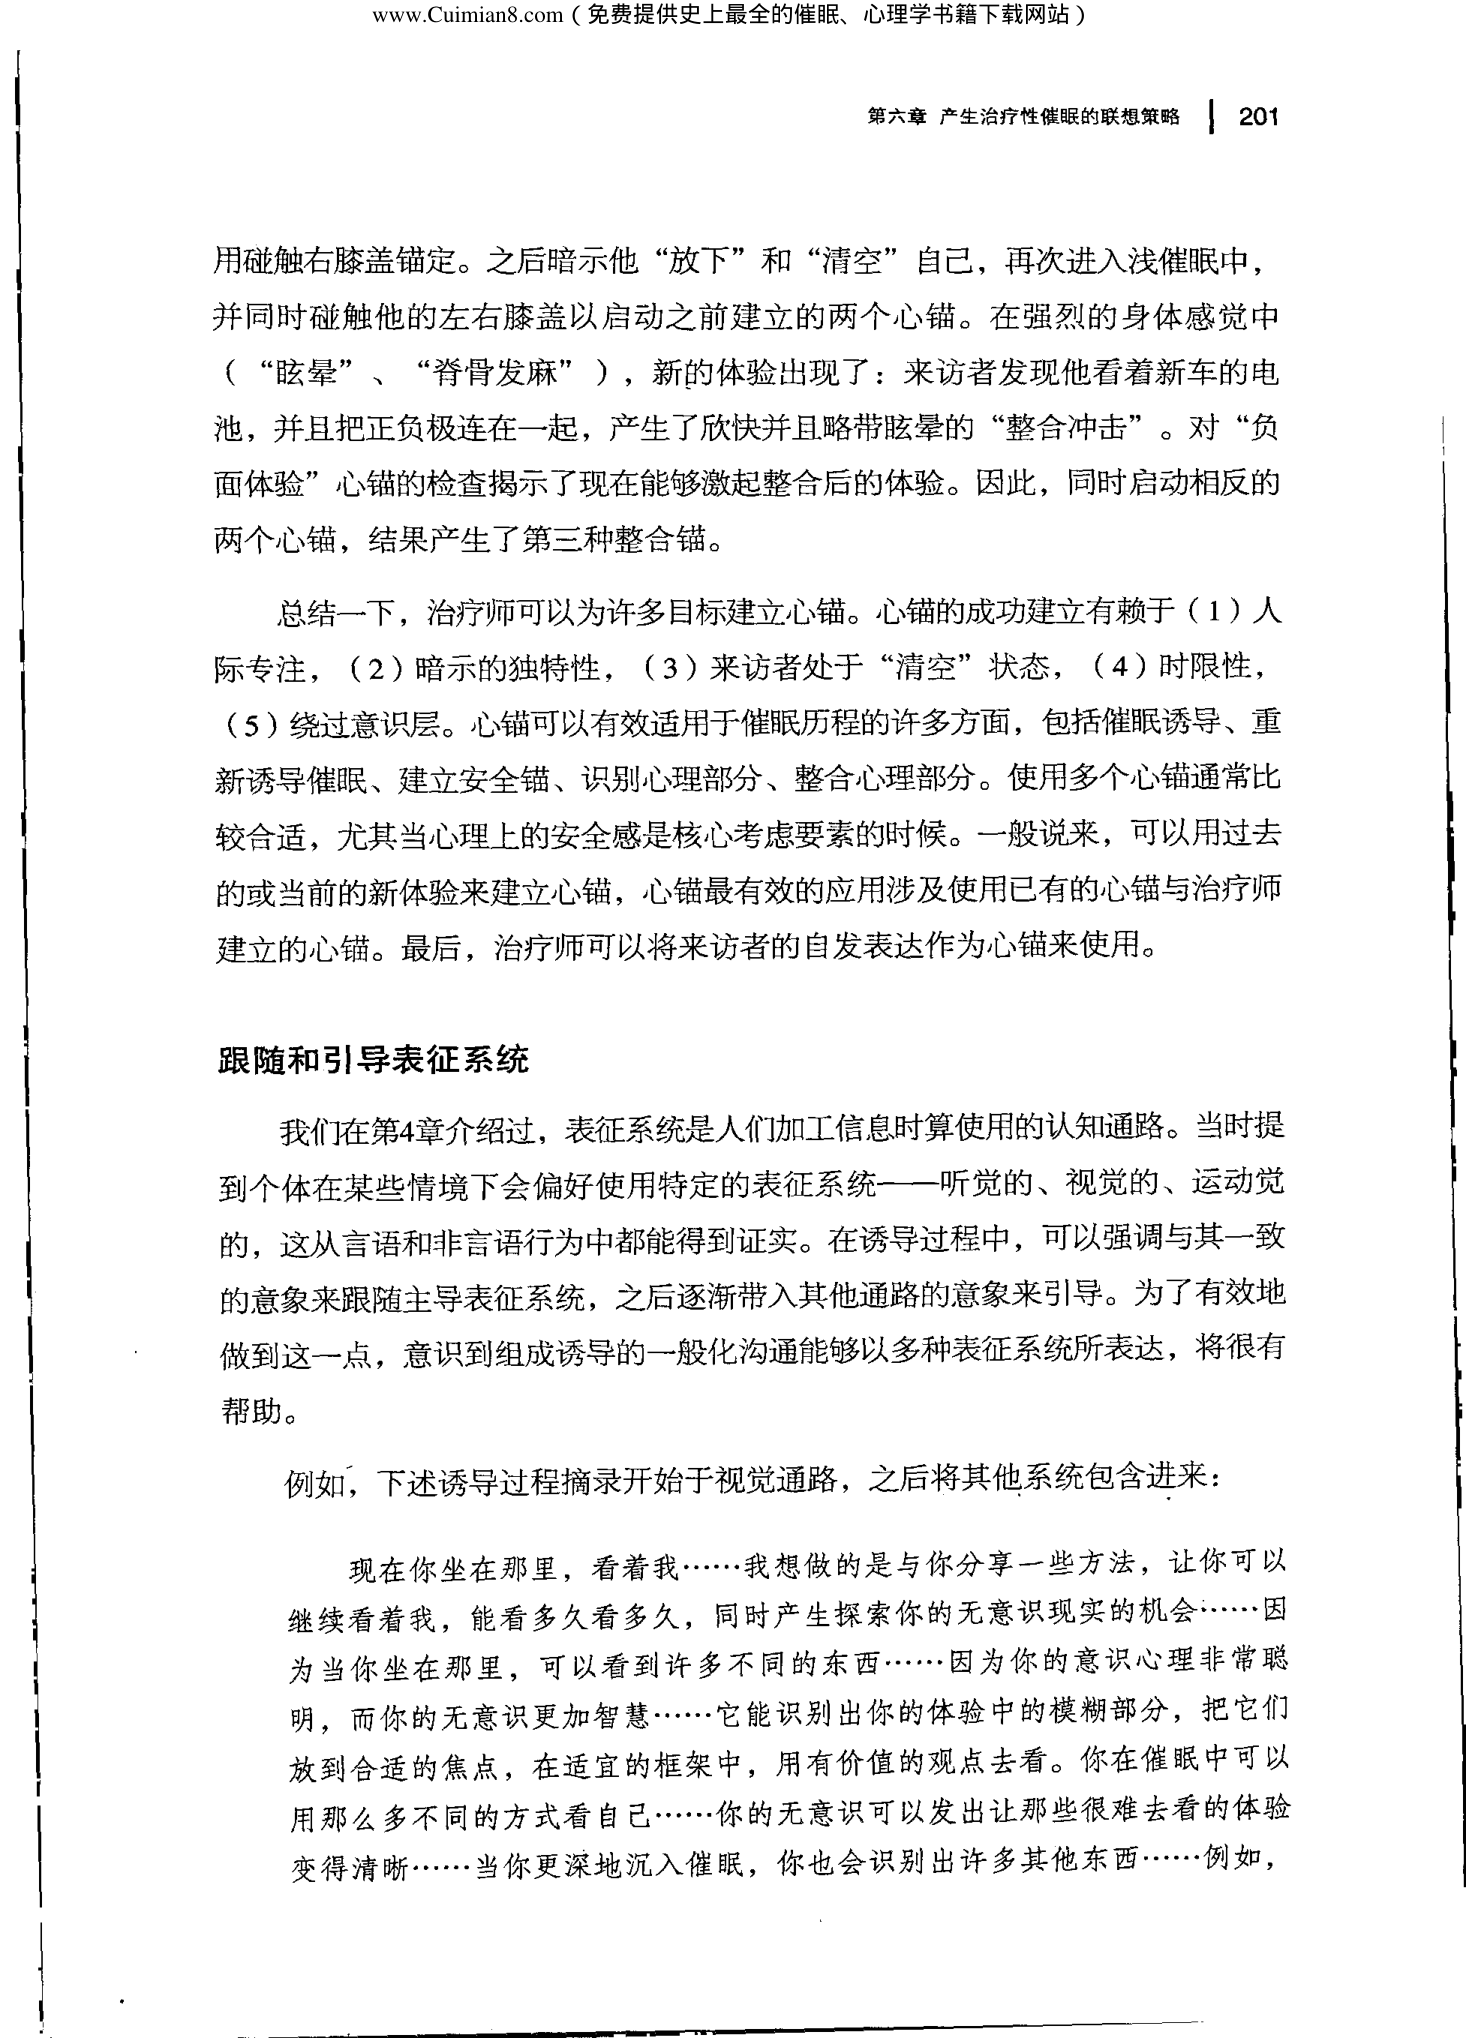 www.Cuimian8.com（免费提供史上最全的催眠、心理学书籍下载网站）
第六章 产生治疗性催眠的联想策略 201
用碰触右膝盖锚定。之后暗示他“放下”和“清空”自己，再次进入浅催眠中，
并同时碰触他的左右膝盖以启动之前建立的两个心锚。在强烈的身体感觉中
（“眩晕”、“脊骨发麻”），新的体验出现了：来访者发现他看着新车的电
池，并且把正负极连在一起，产生了欣快并且略带眩晕的“整合冲击”。对“负
面体验”心锚的检查揭示了现在能够激起整合后的体验。因此，同时启动相反的
两个心锚，结果产生了第三种整合锚。
总结一下，治疗师可以为许多目标建立心锚。心锚的成功建立有赖于（1）人
际专注，（2）暗示的独特性，（3）来访者处于“清空”状态，（4）时限性，
（5）绕过意识层。心锚可以有效适用于催眠历程的许多方面，包括催眠诱导、重
新诱导催眠、建立安全锚、识别心理部分、整合心理部分。使用多个心锚通常比
较合适，尤其当心理上的安全感是核心考虑要素的时候。一般说来，可以用过去
的或当前的新体验来建立心锚，心锚最有效的应用涉及使用已有的心锚与治疗师
建立的心锚。最后，治疗师可以将来访者的自发表达作为心锚来使用。
跟随和引导表征系统
我们在第4章介绍过，表征系统是人们加工信息时算使用的认知通路。当时提
到个体在某些情境下会偏好使用特定的表征系统——听觉的、视觉的、运动觉
的，这从言语和非言语行为中都能得到证实。在诱导过程中，可以强调与其一致
的意象来跟随主导表征系统，之后逐渐带入其他通路的意象来引导。为了有效地
做到这一点，意识到组成诱导的一般化沟通能够以多种表征系统所表达，将很有
帮助。
例如，下述诱导过程摘录开始于视觉通路，之后将其他系统包含进来：
现在你坐在那里，看着我……我想做的是与你分享一些方法，让你可以
继续看着我，能看多久看多久，同时产生探索你的无意识现实的机会……因
为当你坐在那里，可以看到许多不同的东西……因为你的意识心理非常聪
明，而你的无意识更加智慧……它能识别出你的体验中的模糊部分，把它们
放到合适的焦点，在适宜的框架中，用有价值的观点去看。你在催眠中可以
用那么多不同的方式看自己……你的无意识可以发出让那些很难去看的体验
变得清晰……当你更深地沉入催眠，你也会识别出许多其他东西……例如，